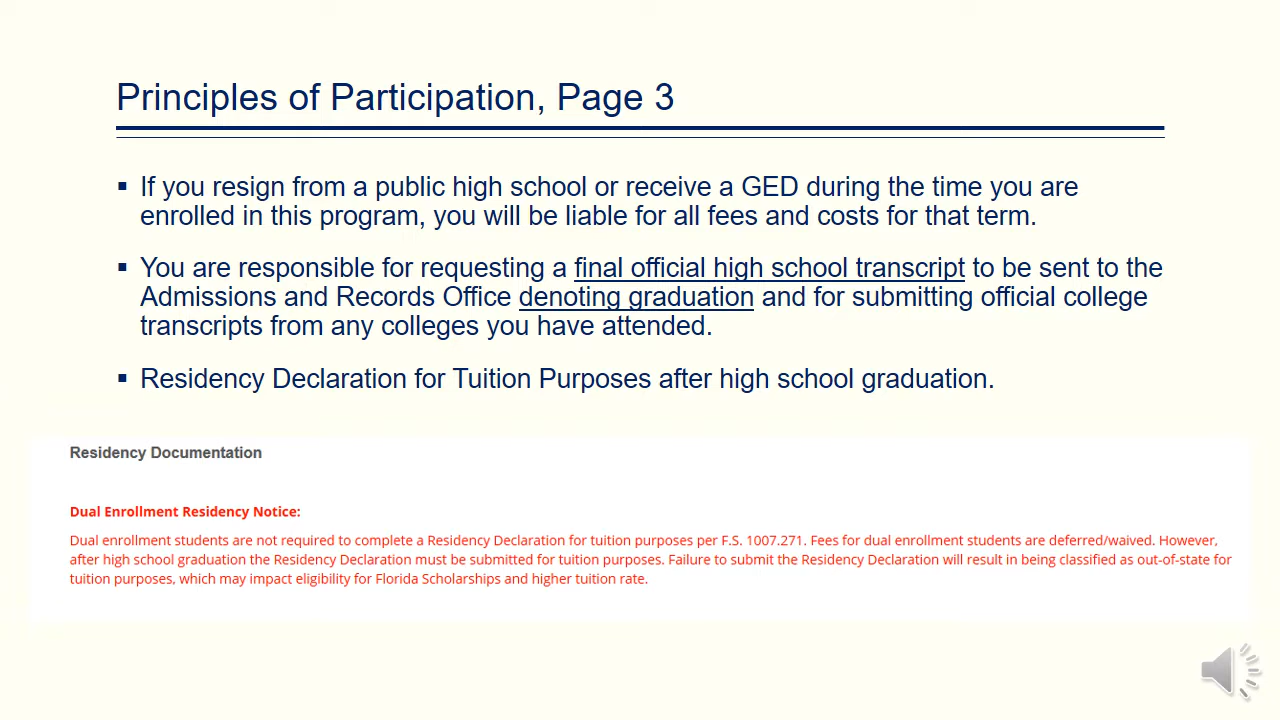 Principles of Participation, Page 3
▪ If you resign from a public high school or receive a GED during the time you are
enrolled in this program, you will be liable for all fees and costs for that term.
▪ You are responsible for requesting a final official high school transcript to be sent to the
Admissions and Records Office denoting graduation and for submitting official college
transcripts from any colleges you have attended.
▪ Residency Declaration for Tuition Purposes after high school graduation.
Residency Documentation
Dual Enrollment Residency Notice:
Dual enrollment students are not required to complete a Residency Declaration for tuition purposes per F.S. 1007.271. Fees for dual enrollment students are deferred/waived. However,
after high school graduation the Residency Declaration must be submitted for tuition purposes. Failure to submit the Residency Declaration will result in being classified as out-of-state for
tuition purposes, which may impact eligibility for Florida Scholarships and higher tuition rate.